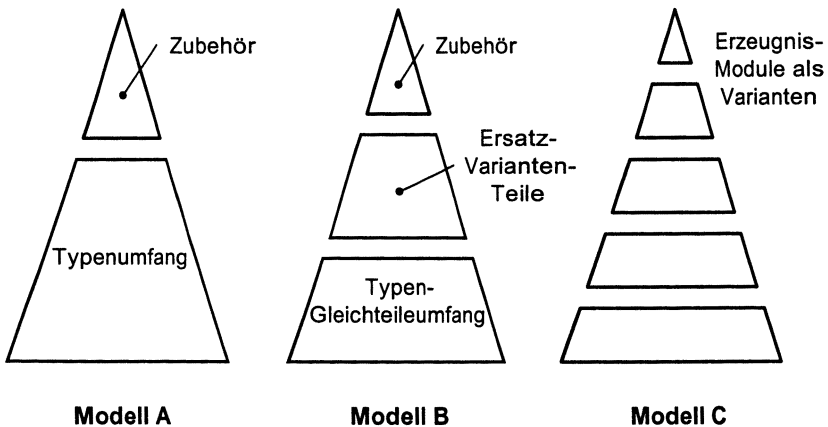 Zubehör
Typenumfang
Modell A
Zubehör
Ersatz-
Varianten-
Teile
Typen-
Gleichteileumfang
Modell B
Erzeugnis-
Module als
Varianten
Modell C